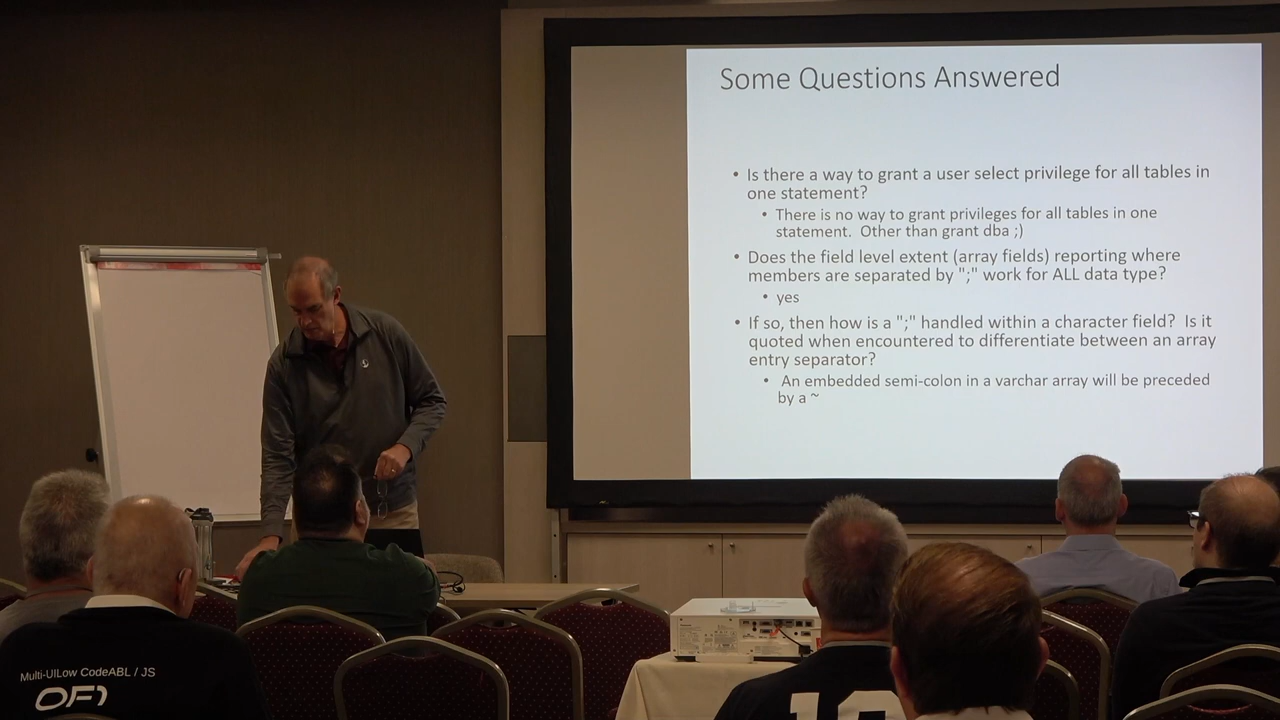 Some Questions Answered
• Is there a way to grant a user select privilege for all tables in
one statement?
• There is no way to grant privileges for all tables in one
statement. Other than grant dba ;)
• Does the field level extent (array fields) reporting where
members are separated by ";" work for ALL data type?
• yes
• If so, then how is a ";" handled within a character field? Is it
quoted when encountered to differentiate between an array
entry separator?
• An embedded semi-colon in a varchar array will be preceded
by a ~
Multi-UILow CodeABL / JS